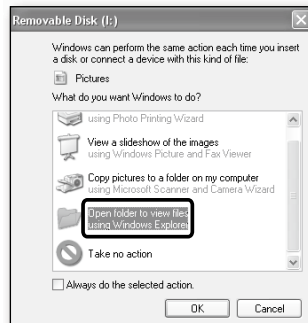 Removable Disk (I:)
Windows can perform the same action each time you insert
a disk or connect a device with this kind of file:
Pictures
What do you want Windows to do?
using Photo Printing Wizard
View a slideshow of the images
using Windows Picture and Fax Viewer
Copy pictures to a folder on my computer
using Microsoft Scanner and Camera Wizard
Open folder to view files
using Windows Explorer
Take no action
Always do the selected action.
OK
Cancel